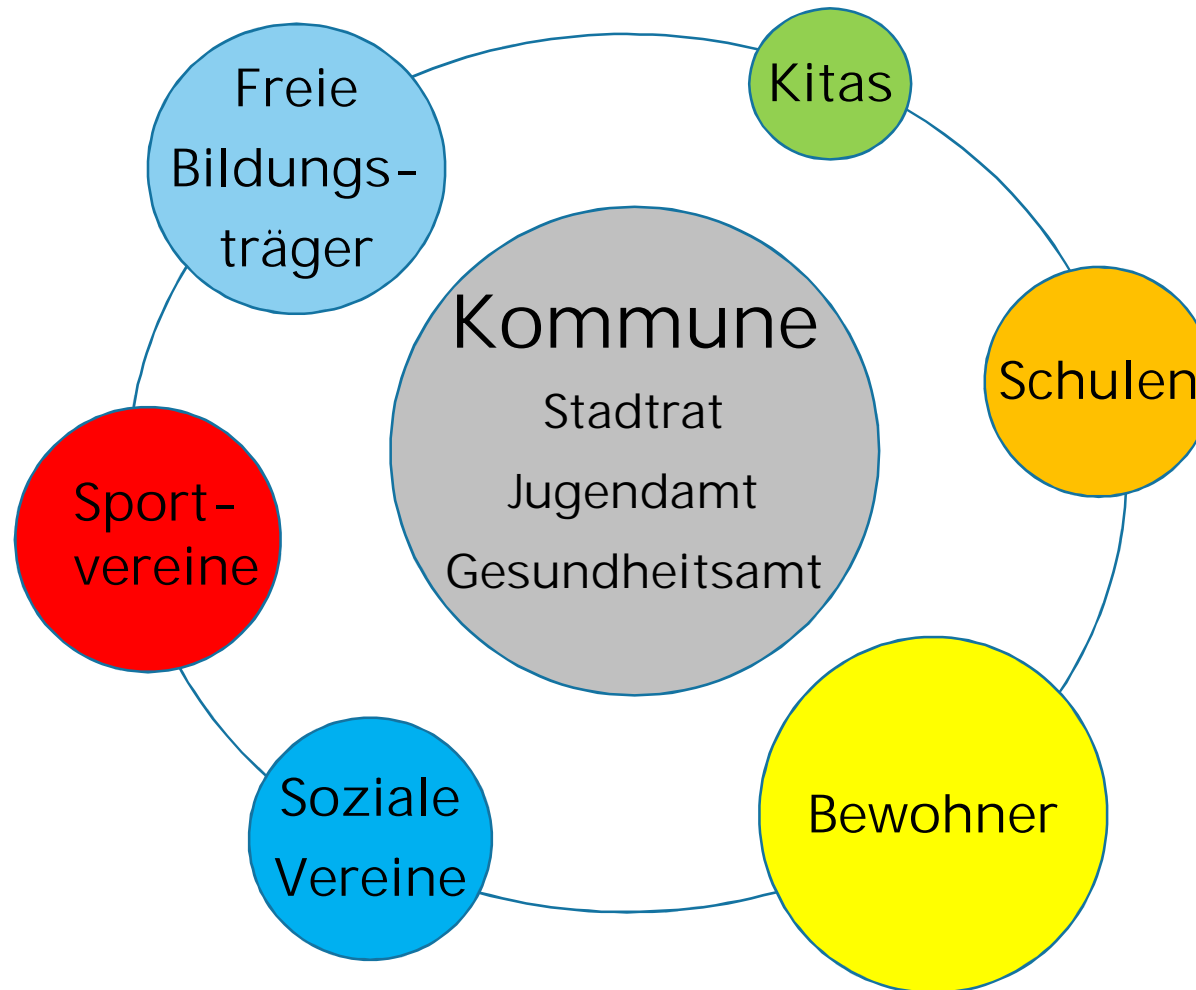 Freie
Bildungs-
träger
Kitas
Kommune
Stadtrat
Jugendamt
Gesundheitsamt
Schulen
Sport-
vereine
Soziale
Vereine
Bewohner